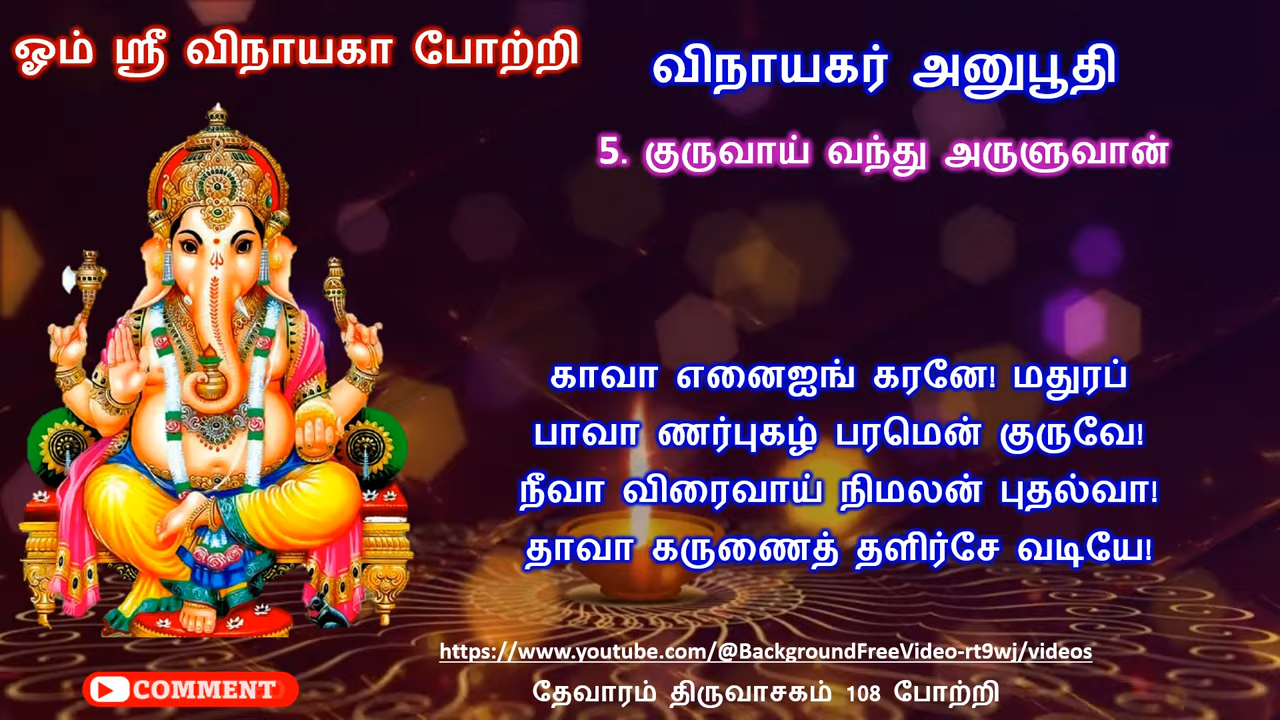 ஓம் ஸ்ரீ விநாயகா போற்றி
விநாயகர் அனுபூதி
5. குருவாய் வந்து அருளுவான்
காவா எனைஐங் கரனே! மதுரப்
பாவா ணர்புகழ் பரமென் குருவே!
நீவா விரைவாய் நிமலன் புதல்வா!
தாவா கருணைத் தளிர்சே வடியே!
https://www.youtube.com/@BackgroundFreeVideo-rt9wj/videos
COMMENT
தேவாரம் திருவாசகம் 108 போற்றி